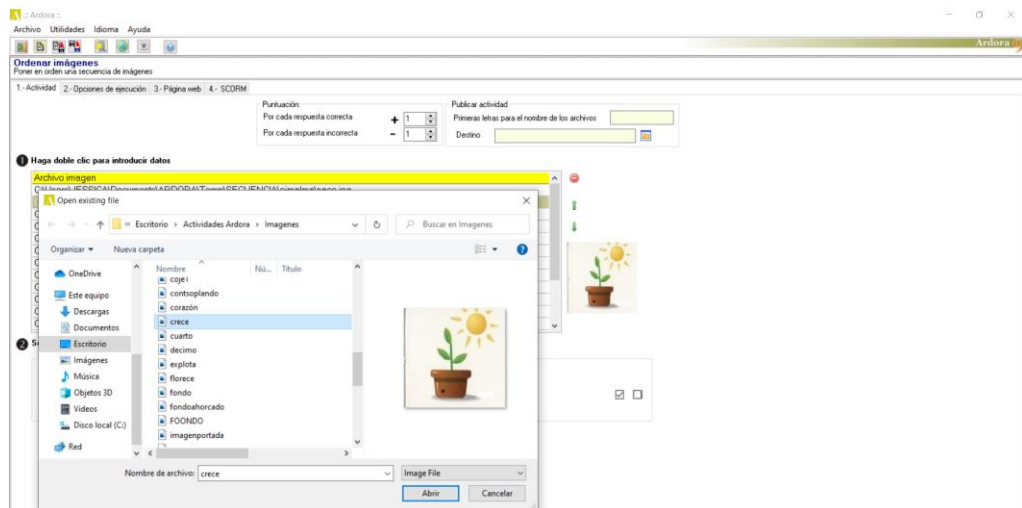 .:: Ardora ::.
Archivo Utilidades Idioma Ayuda
Ardora
Ordenar imágenes
Poner en orden una secuencia de imágenes
1.- Actividad 2.- Opciones de ejecución 3.- Página web 4.- SCORM
Puntuación:
Por cada respuesta correcta + 1
Por cada respuesta incorrecta - 1
Publicar actividad
Primeras letras para el nombre de los archivos
Destino
1 Haga doble clic para introducir datos
Archivo imagen
Open existing file
« Escritorio > Actividades Ardora > Imagenes
Buscar en Imagenes
Organizar Nueva carpeta
OneDrive
Este equipo
Descargas
Documentos
Escritorio
Imágenes
Música
Objetos 3D
Videos
Disco local (C:)
Red
Nombre Nú... Título
contsoplando
corazón
crece
cuarto
decimo
explota
florece
fondo
fondoahorcado
FOONDO
imagenportada
2
Nombre de archivo: crece
Image File
Abrir Cancelar